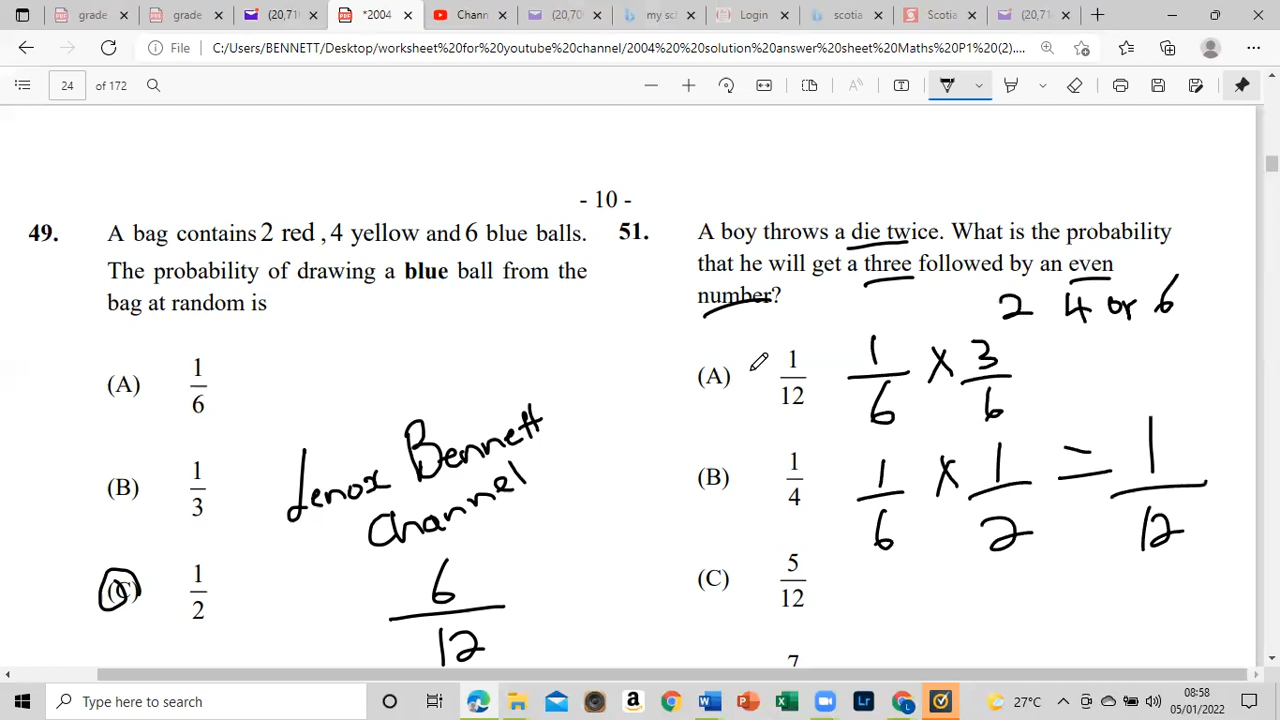 grade
grade
(20,716
*2004
Chann
(20,70
my sc
Login
scotia
Scotia
(20,71
File
C:/Users/BENNETT/Desktop/worksheet%20for%20youtube%20channel/2004%20%20solution%20answer%20sheet%20Maths%20P1%20(2)....
24 of 172
- 10 -
49. A bag contains 2 red , 4 yellow and 6 blue balls.
The probability of drawing a blue ball from the
bag at random is
(A) 1/6
(B) 1/3
(C) 1/2
Lenox Bennett
Channel
6/12
51. A boy throws a die twice. What is the probability
that he will get a three followed by an even
number?
2 4 or 6
(A) 1/12
1/6 × 3/6
(B) 1/4
1/6 × 1/2 = 1/12
(C) 5/12
7
Type here to search
27°C
08:58
05/01/2022